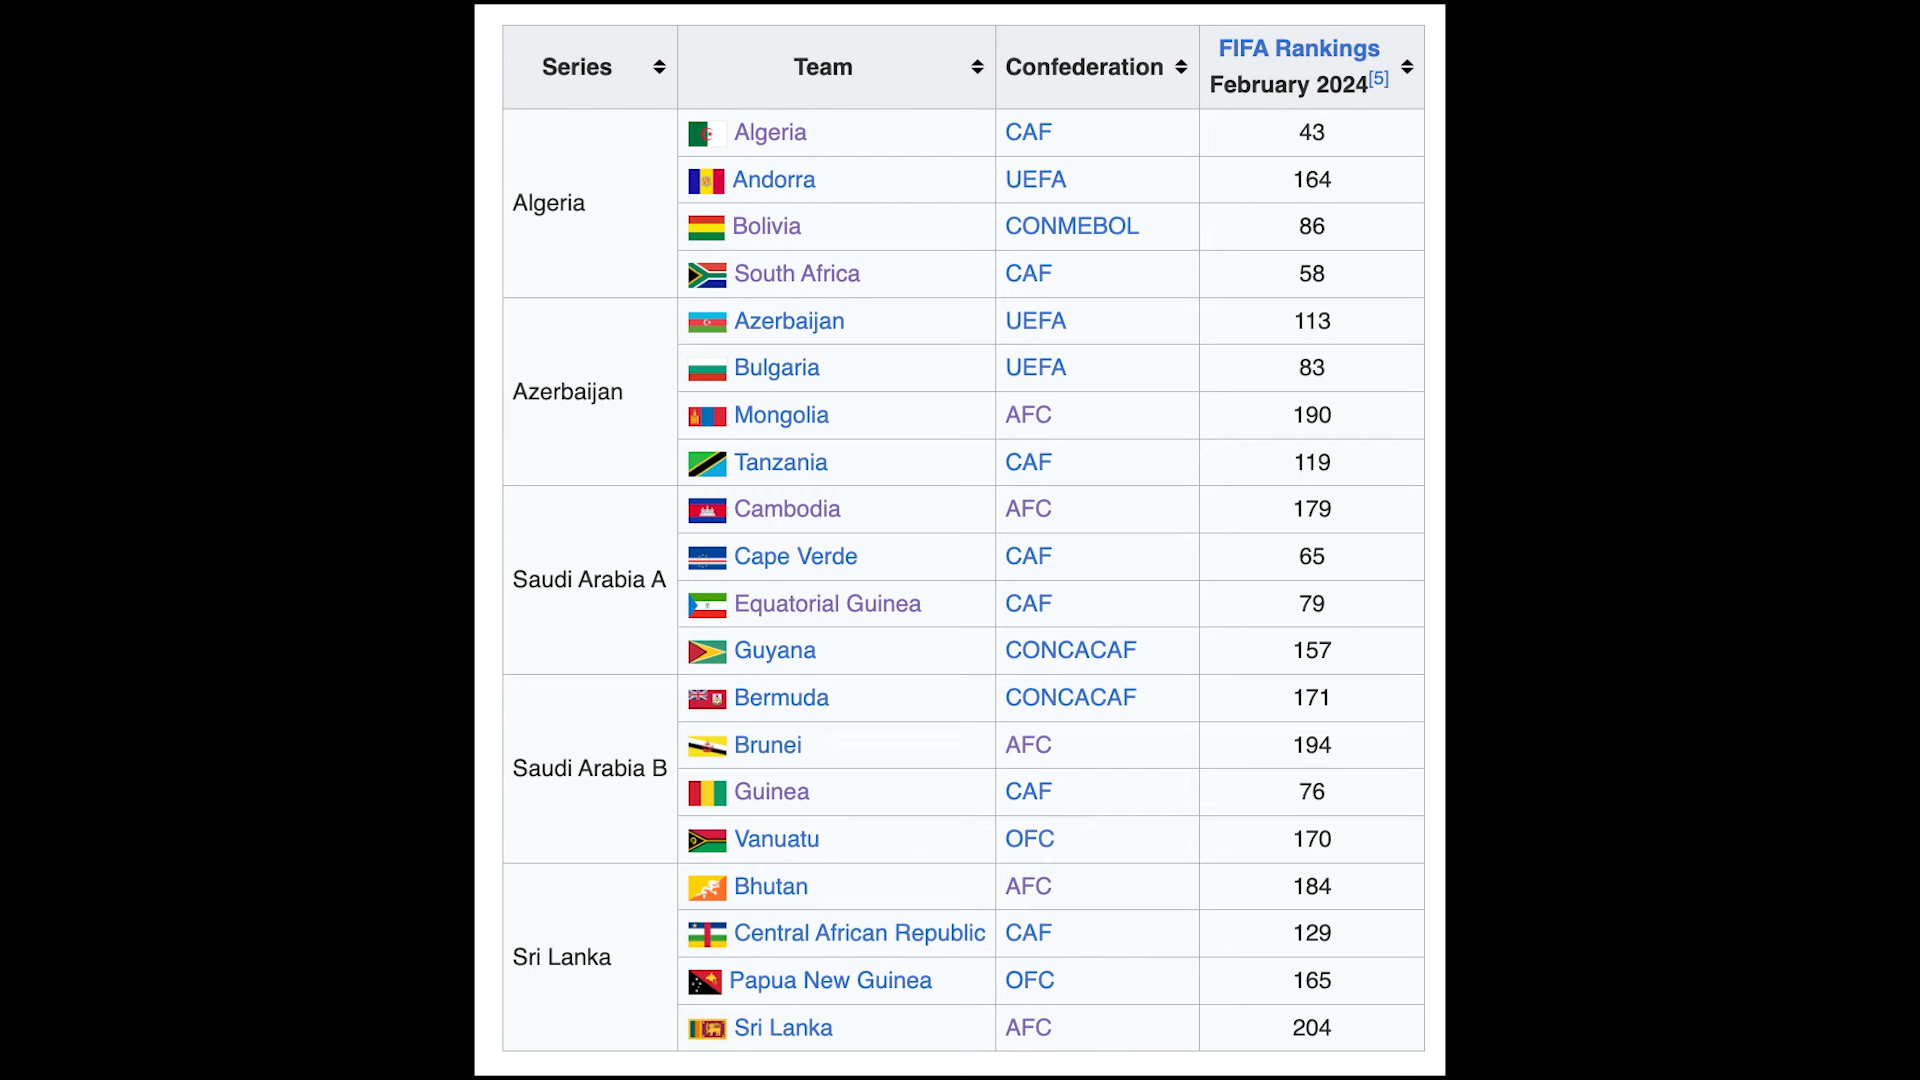 Series Team Confederation FIFA Rankings
February 2024[5]
Algeria
Algeria CAF 43
Andorra UEFA 164
Bolivia CONMEBOL 86
South Africa CAF 58
Azerbaijan
Azerbaijan UEFA 113
Bulgaria UEFA 83
Mongolia AFC 190
Tanzania CAF 119
Saudi Arabia A
Cambodia AFC 179
Cape Verde CAF 65
Equatorial Guinea CAF 79
Guyana CONCACAF 157
Saudi Arabia B
Bermuda CONCACAF 171
Brunei AFC 194
Guinea CAF 76
Vanuatu OFC 170
Sri Lanka
Bhutan AFC 184
Central African Republic CAF 129
Papua New Guinea OFC 165
Sri Lanka AFC 204